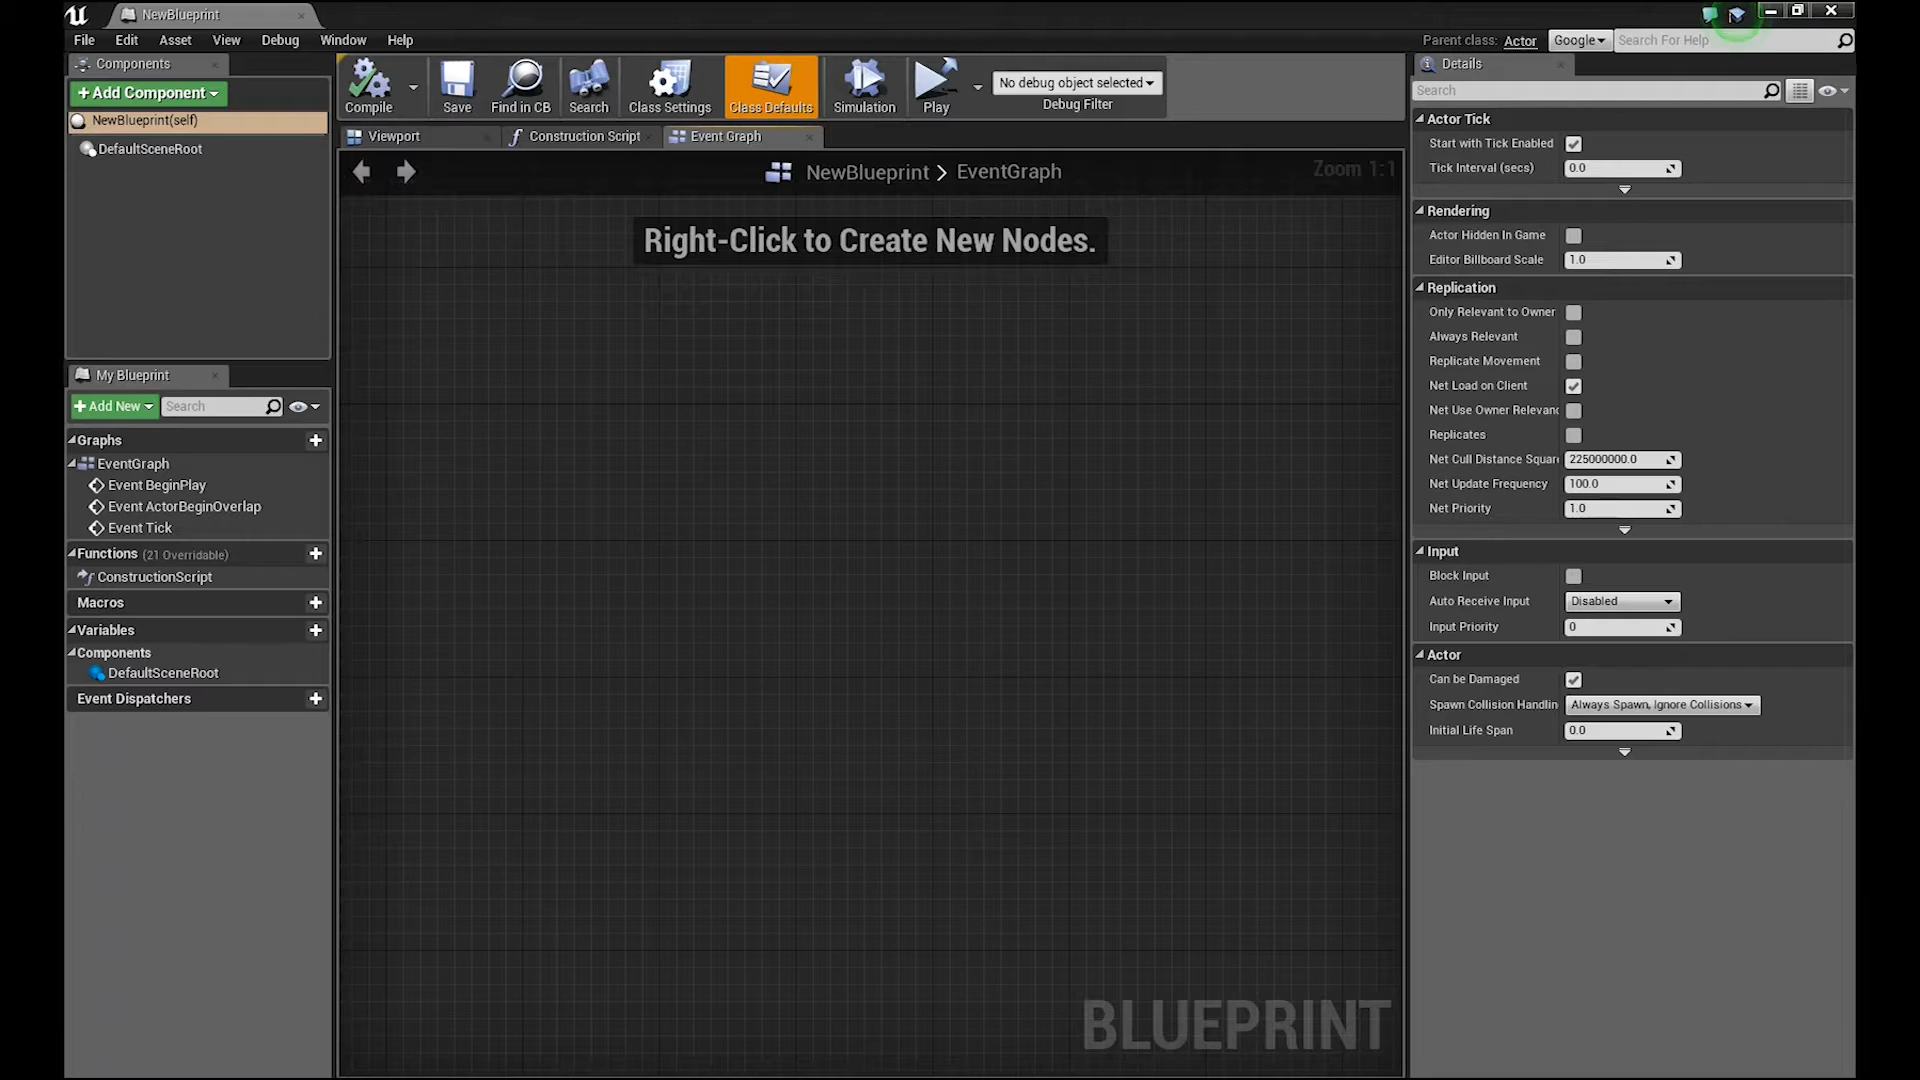 NewBlueprint
File Edit Asset View Debug Window Help
Parent class: Actor Google Search For Help
Components
Add Component
NewBlueprint(self)
DefaultSceneRoot
Compile Save Find in CB Search Class Settings Class Defaults Simulation Play
No debug object selected
Debug Filter
Viewport Construction Script Event Graph
NewBlueprint > EventGraph
Zoom 1:1
Right-Click to Create New Nodes.
BLUEPRINT
My Blueprint
Add New Search
Graphs
EventGraph
Event BeginPlay
Event ActorBeginOverlap
Event Tick
Functions (21 Overridable)
ConstructionScript
Macros
Variables
Components
DefaultSceneRoot
Event Dispatchers
Details
Search
Actor Tick
Start with Tick Enabled
Tick Interval (secs) 0.0
Rendering
Actor Hidden In Game
Editor Billboard Scale 1.0
Replication
Only Relevant to Owner
Always Relevant
Replicate Movement
Net Load on Client
Net Use Owner Relevanc
Replicates
Net Cull Distance Squar 225000000.0
Net Update Frequency 100.0
Net Priority 1.0
Input
Block Input
Auto Receive Input Disabled
Input Priority 0
Actor
Can be Damaged
Spawn Collision Handlin Always Spawn, Ignore Collisions
Initial Life Span 0.0